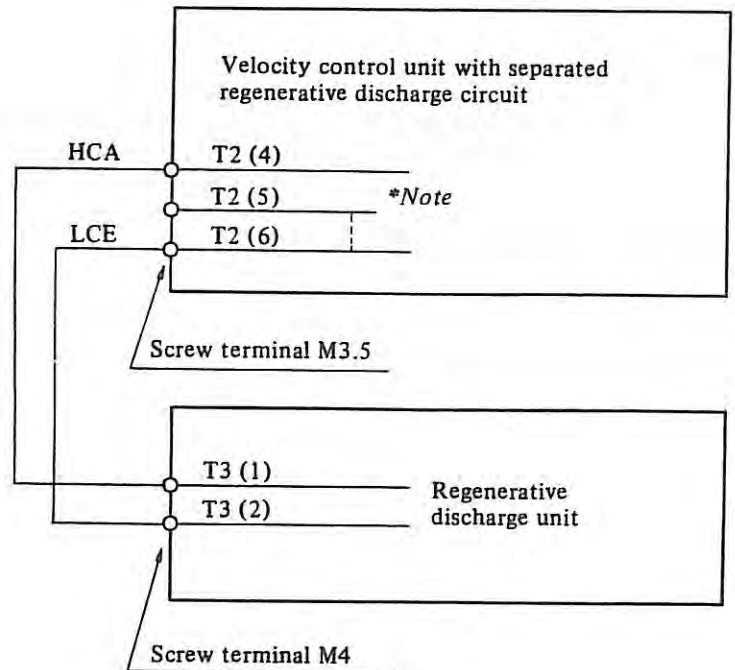 Velocity control unit with separated
regenerative discharge circuit
HCA T2 (4)
T2 (5) *Note
LCE T2 (6)
Screw terminal M3.5
T3 (1)
T3 (2)
Regenerative
discharge unit
Screw terminal M4